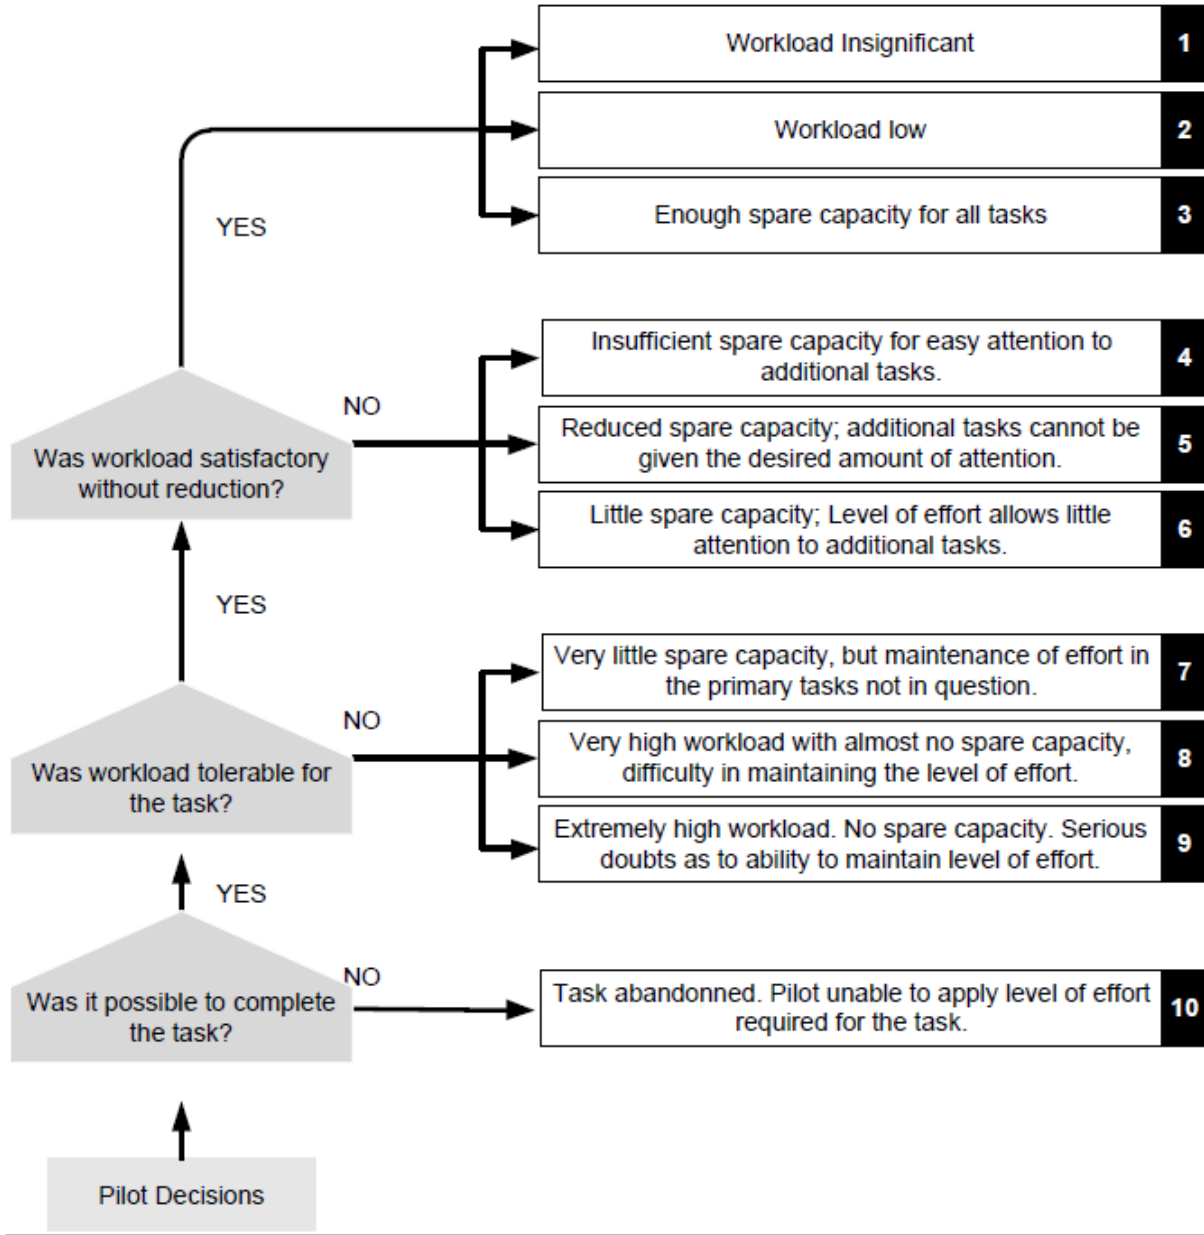 Workload Insignificant 1
Workload low 2
Enough spare capacity for all tasks 3
YES
Insufficient spare capacity for easy attention to
additional tasks.
4
NO
Reduced spare capacity; additional tasks cannot be
given the desired amount of attention.
5
Was workload satisfactory
without reduction?
Little spare capacity; Level of effort allows little
attention to additional tasks.
6
YES
Very little spare capacity, but maintenance of effort in
the primary tasks not in question.
7
NO
Very high workload with almost no spare capacity,
difficulty in maintaining the level of effort.
8
Was workload tolerable for
the task?
Extremely high workload. No spare capacity. Serious
doubts as to ability to maintain level of effort.
9
YES
NO
Was it possible to complete
the task?
Task abandonned. Pilot unable to apply level of effort
required for the task.
10
Pilot Decisions